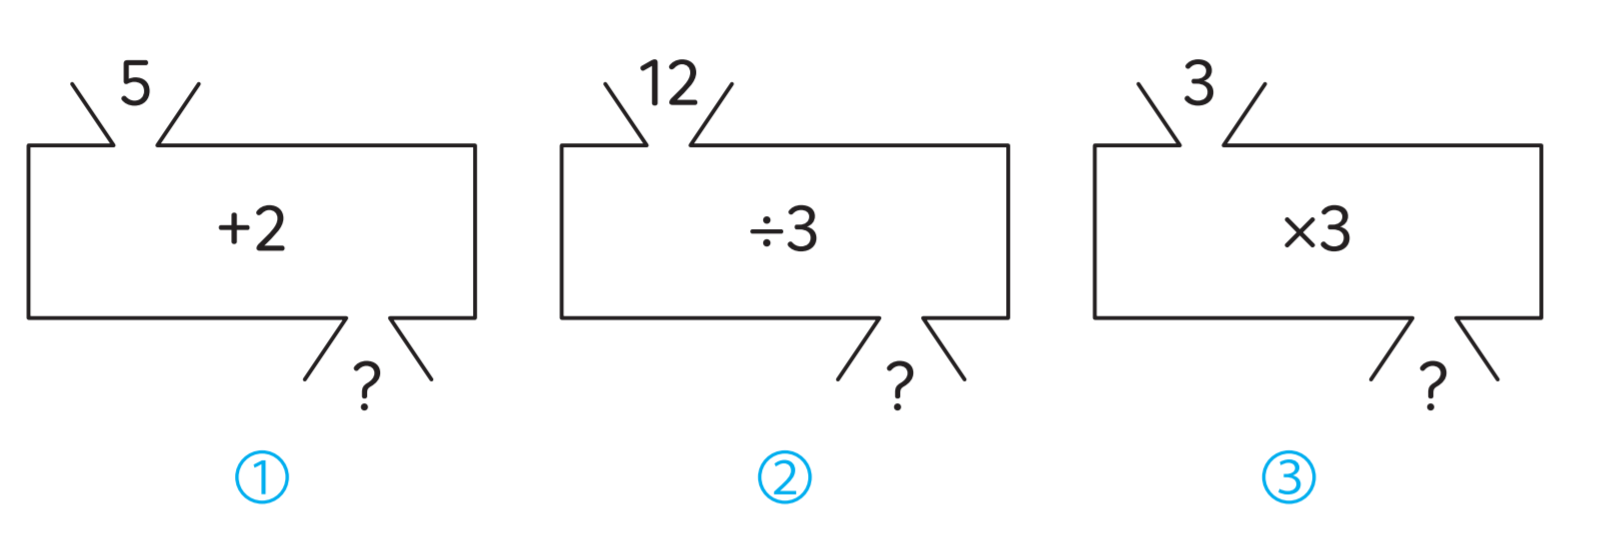 5 12 3
+2 ÷3 ×3
? ? ?
① ② ③